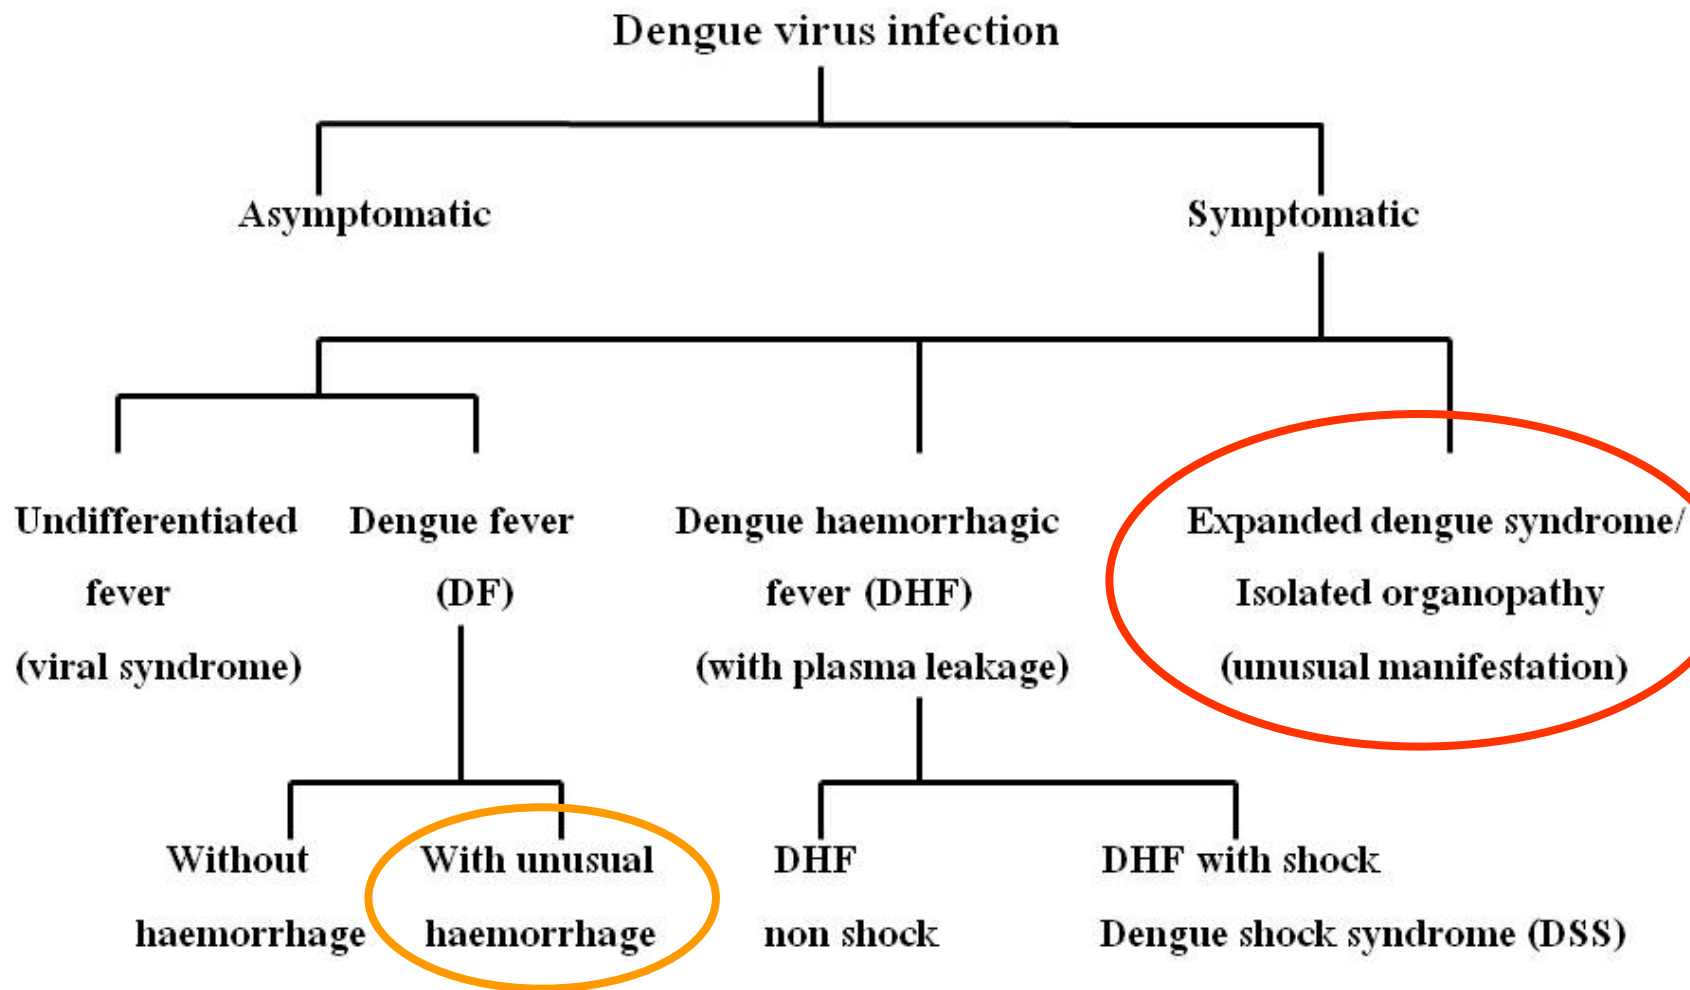 Dengue virus infection
Asymptomatic
Symptomatic
Undifferentiated
fever
(viral syndrome)
Dengue fever
(DF)
Dengue haemorrhagic
fever (DHF)
(with plasma leakage)
Expanded dengue syndrome/
Isolated organopathy
(unusual manifestation)
Without
haemorrhage
With unusual
haemorrhage
DHF
non shock
DHF with shock
Dengue shock syndrome (DSS)